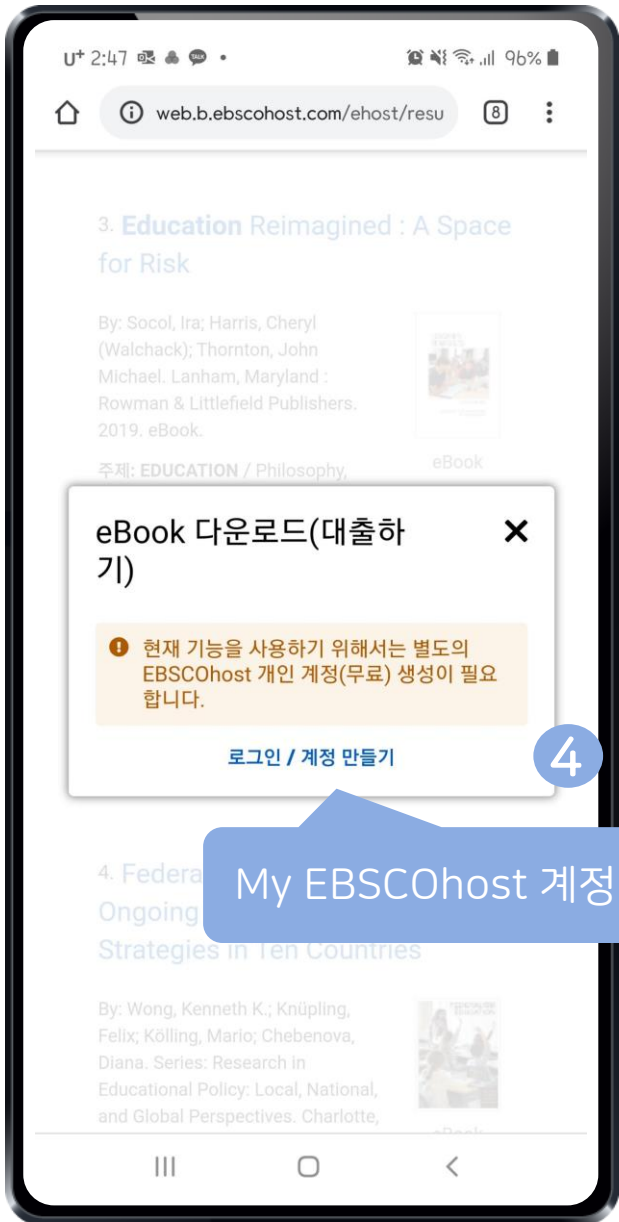 U+ 2:47 TALK • 96%
web.b.ebscohost.com/ehost/resu 8
3. Education Reimagined : A Space
for Risk
By: Socol, Ira; Harris, Cheryl
(Walchack); Thornton, John
Michael. Lanham, Maryland :
Rowman & Littlefield Publishers.
2019. eBook.
eBook
주제: EDUCATION / Philosophy,
eBook 다운로드(대출하
기)
현재 기능을 사용하기 위해서는 별도의
EBSCOhost 개인 계정(무료) 생성이 필요
합니다.
로그인 / 계정 만들기
4
My EBSCOhost 계정
4. Federa
Ongoing
Strategies in Ten Countries
By: Wong, Kenneth K.; Knüpling,
Felix; Kölling, Mario; Chebenova,
Diana. Series: Research in
Educational Policy: Local, National,
and Global Perspectives. Charlotte,
eBook